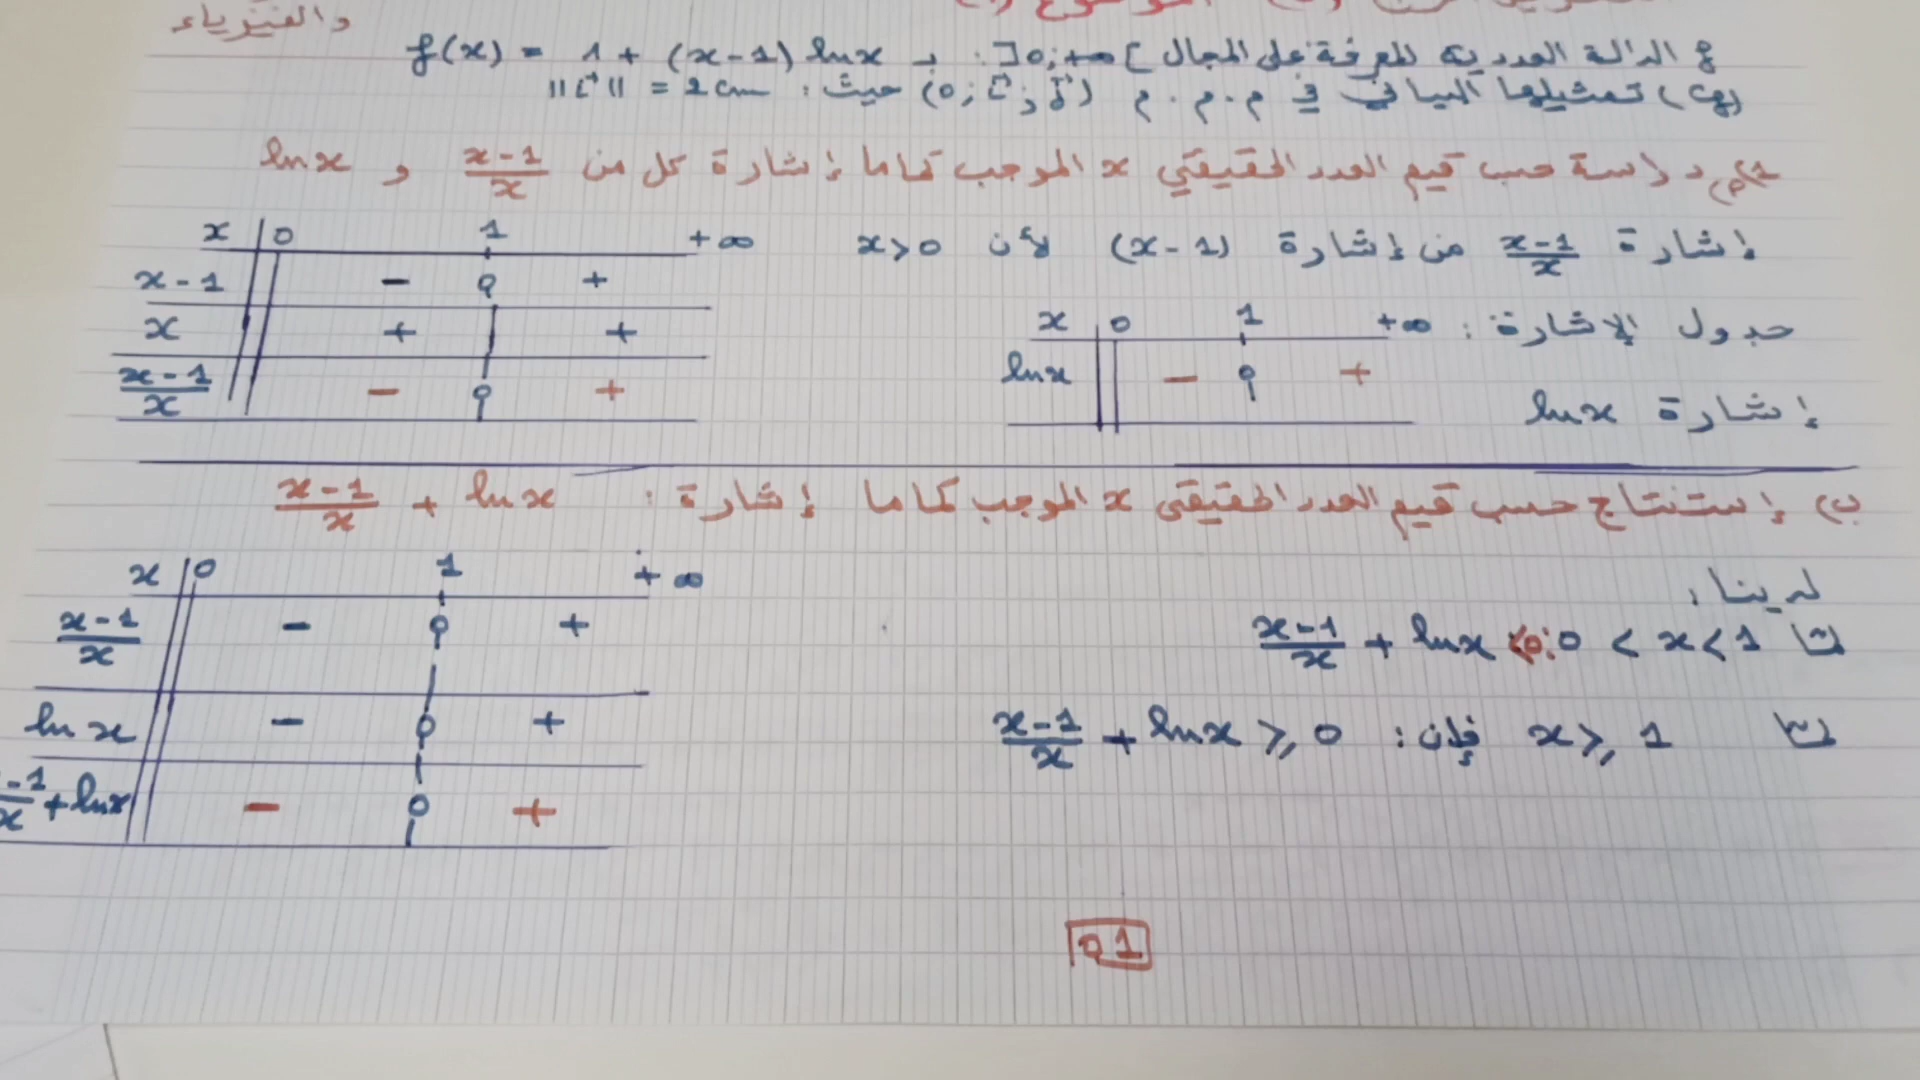 والفيزياء
f الدالة العددية المعرفة على المجال ]0;+∞[ بـ: f(x) = 1 + (x-1) lnx
(Cf) تمثيلها البياني في م.م.م (o; i; j) حيث: ||i|| = 2cm
دراسة حسب قيم العدد الحقيقي x الموجب تماما إشارة كل من (x-1)/x و lnx
إشارة (x-1)/x من إشارة (x-1) لأن x>0
x 0 1 +∞
x-1 - 0 +
x + +
(x-1)/x - 0 +
جدول الإشارة:
إشارة lnx
x 0 1 +∞
lnx - 0 +
ب) إستنتاج حسب قيم العدد الحقيقي x الموجب تماما إشارة: (x-1)/x + lnx
x 0 1 +∞
(x-1)/x - 0 +
ln x - 0 +
-1/x + lnx - 0 +
لدينا:
لما 0 < x < 1 : (x-1)/x + lnx < 0
لما x ⩾ 1 فإن: (x-1)/x + lnx ⩾ 0
01